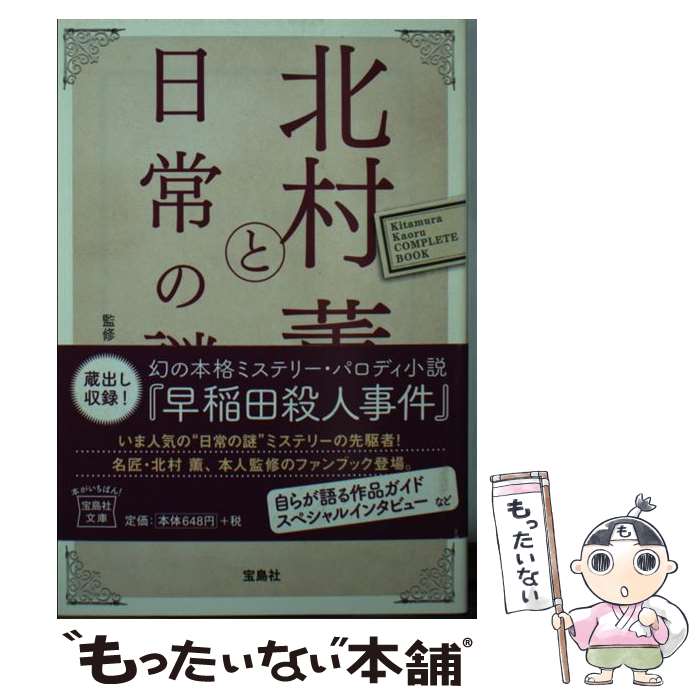 北村薫
と
日常の謎
Kitamura
Kaoru
COMPLETE
BOOK
監修
蔵出し
収録!
幻の本格ミステリー・パロディ小説
『早稲田殺人事件』
いま人気の“日常の謎”ミステリーの先駆者!
名匠・北村 薫、本人監修のファンブック登場。
本がいちばん!
宝島社
文庫
定価:本体648円+税
自らが語る作品ガイド
スペシャルインタビュー など
宝島社
もったいない
“もったいない本舗”®